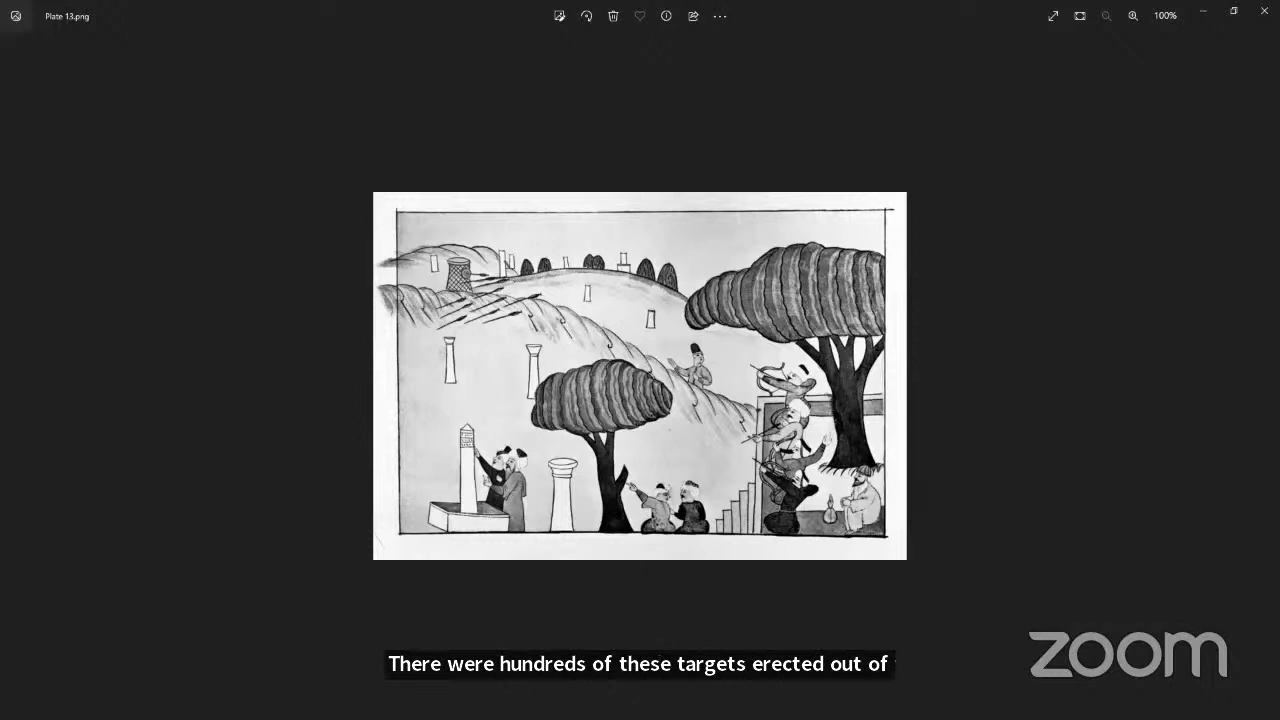 Plate 13.png
100%
There were hundreds of these targets erected out of
zoom